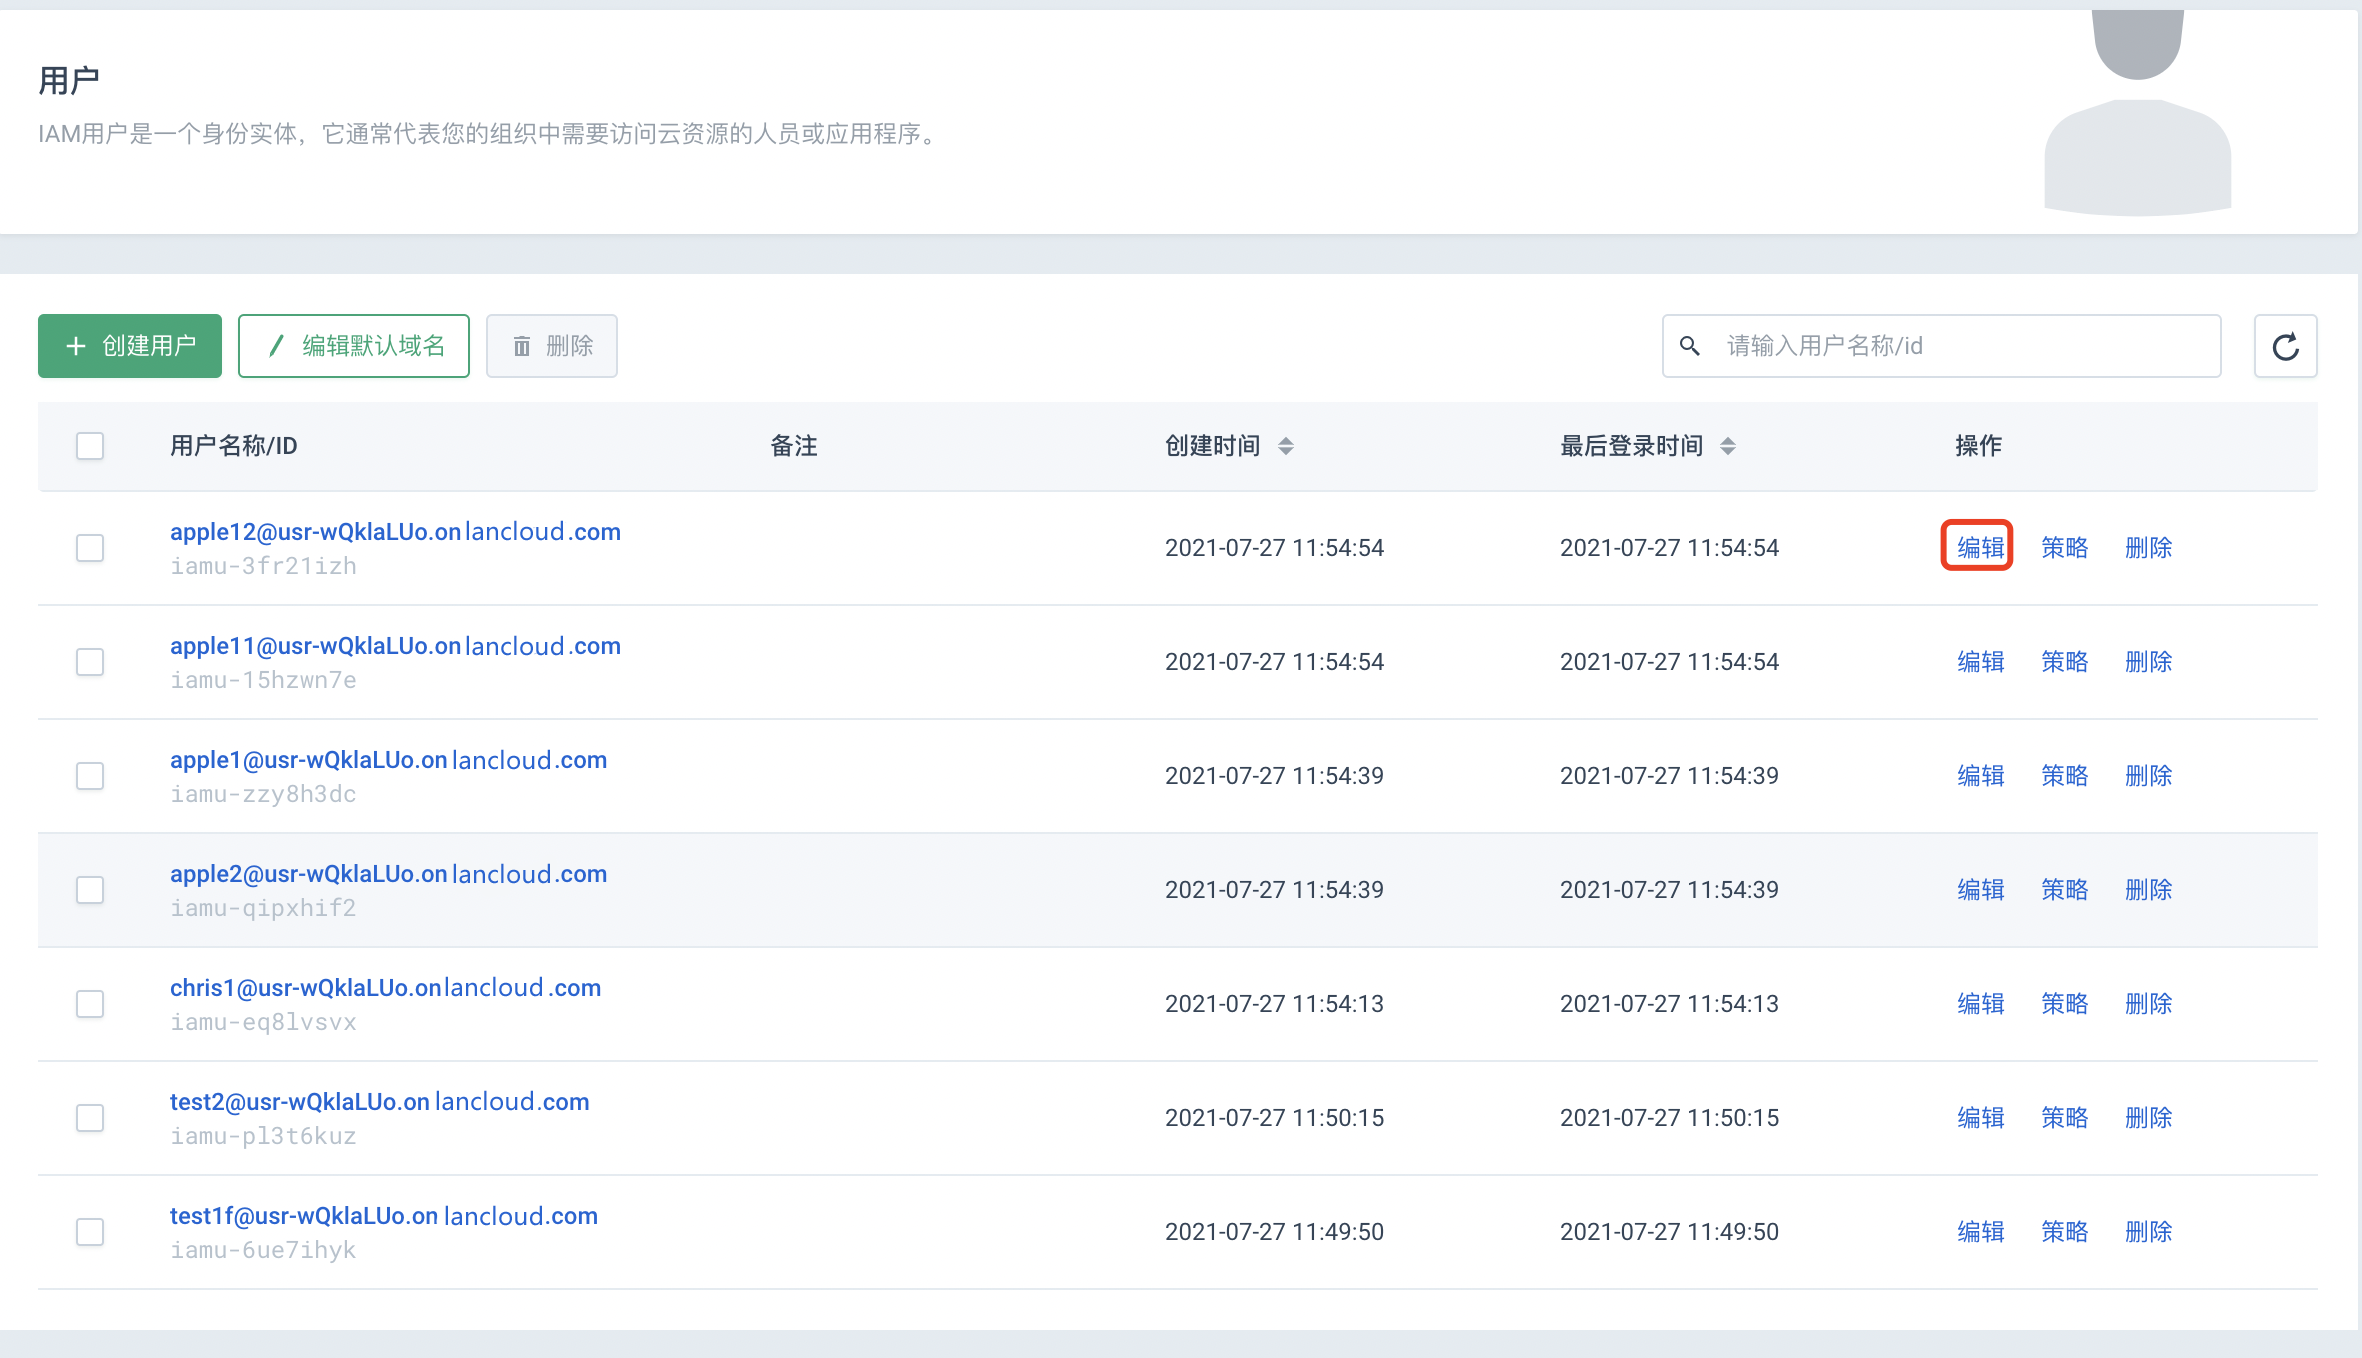 用户
IAM用户是一个身份实体，它通常代表您的组织中需要访问云资源的人员或应用程序。
创建用户 编辑默认域名 删除 请输入用户名称/id
用户名称/ID 备注 创建时间 最后登录时间 操作
apple12@usr-wQklaLUo.onlancloud.com
iamu-3fr21izh
2021-07-27 11:54:54 2021-07-27 11:54:54 编辑 策略 删除
apple11@usr-wQklaLUo.onlancloud.com
iamu-15hzwn7e
2021-07-27 11:54:54 2021-07-27 11:54:54 编辑 策略 删除
apple1@usr-wQklaLUo.onlancloud.com
iamu-zzy8h3dc
2021-07-27 11:54:39 2021-07-27 11:54:39 编辑 策略 删除
apple2@usr-wQklaLUo.onlancloud.com
iamu-qipxhif2
2021-07-27 11:54:39 2021-07-27 11:54:39 编辑 策略 删除
chris1@usr-wQklaLUo.onlancloud.com
iamu-eq8lvsvx
2021-07-27 11:54:13 2021-07-27 11:54:13 编辑 策略 删除
test2@usr-wQklaLUo.onlancloud.com
iamu-pl3t6kuz
2021-07-27 11:50:15 2021-07-27 11:50:15 编辑 策略 删除
test1f@usr-wQklaLUo.onlancloud.com
iamu-6ue7ihyk
2021-07-27 11:49:50 2021-07-27 11:49:50 编辑 策略 删除